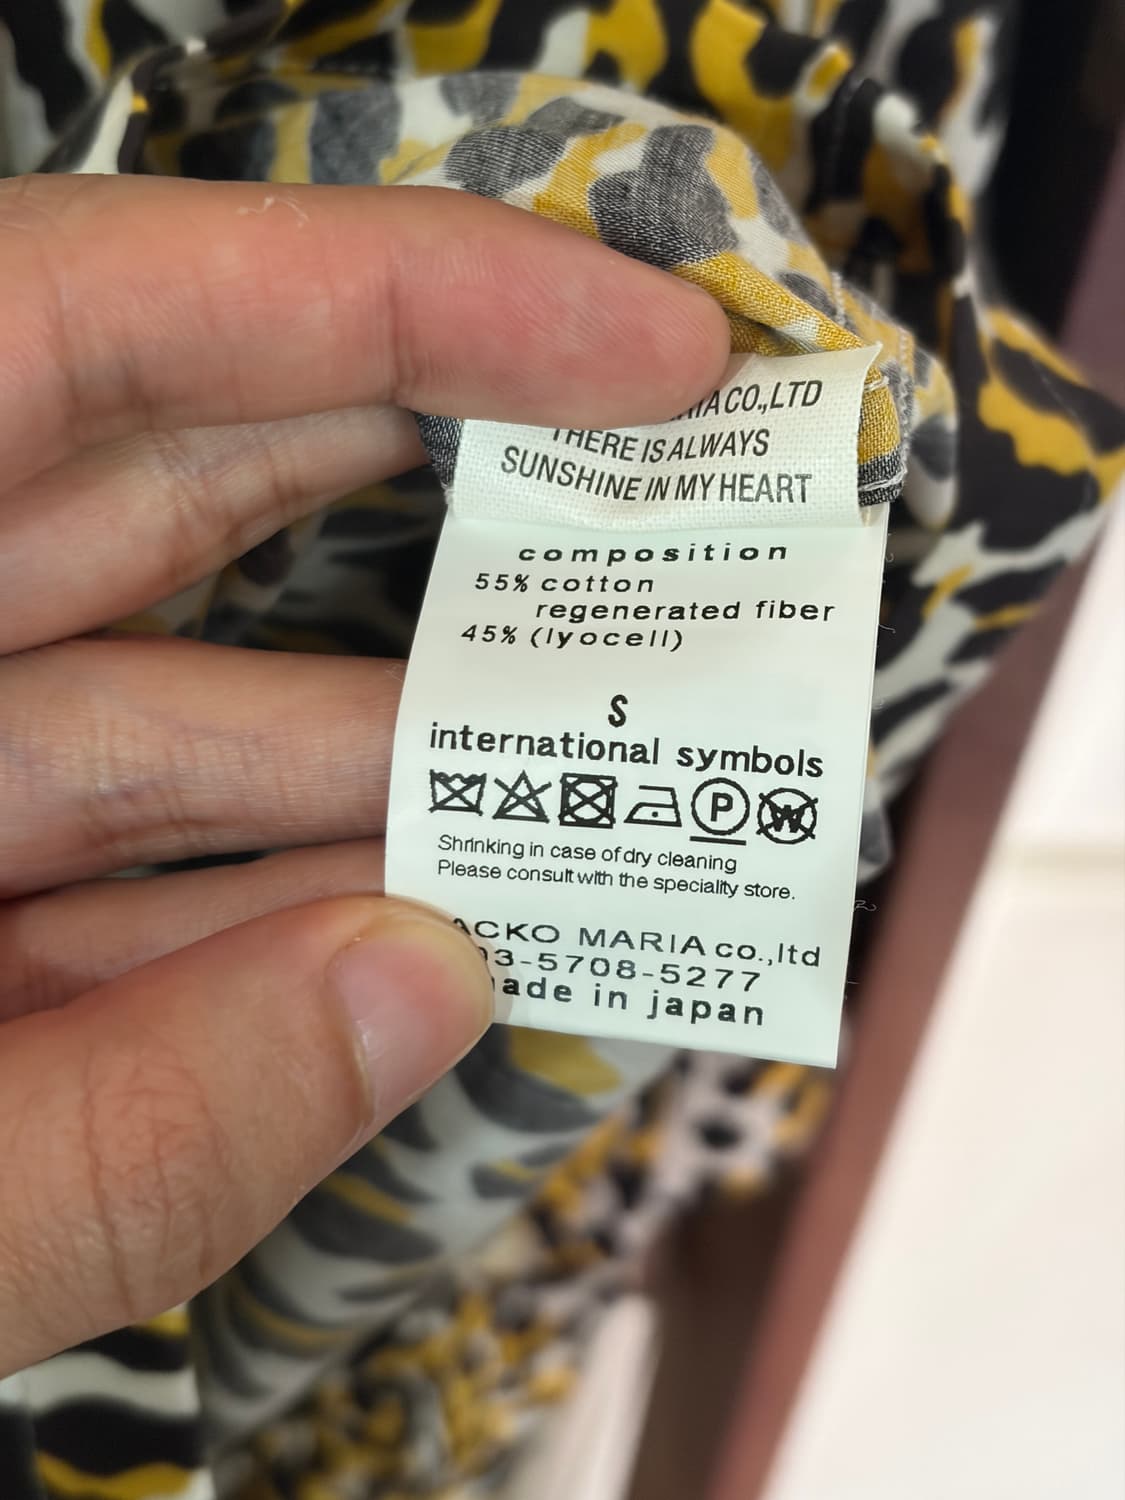 CO.,LTD
THERE IS ALWAYS
SUNSHINE IN MY HEART
composition
55% cotton
regenerated fiber
45% (lyocell)
S
international symbols
P W
Shrinking in case of dry cleaning
Please consult with the speciality store.
ACKO MARIA co.,ltd
3-5708-5277
ade in japan